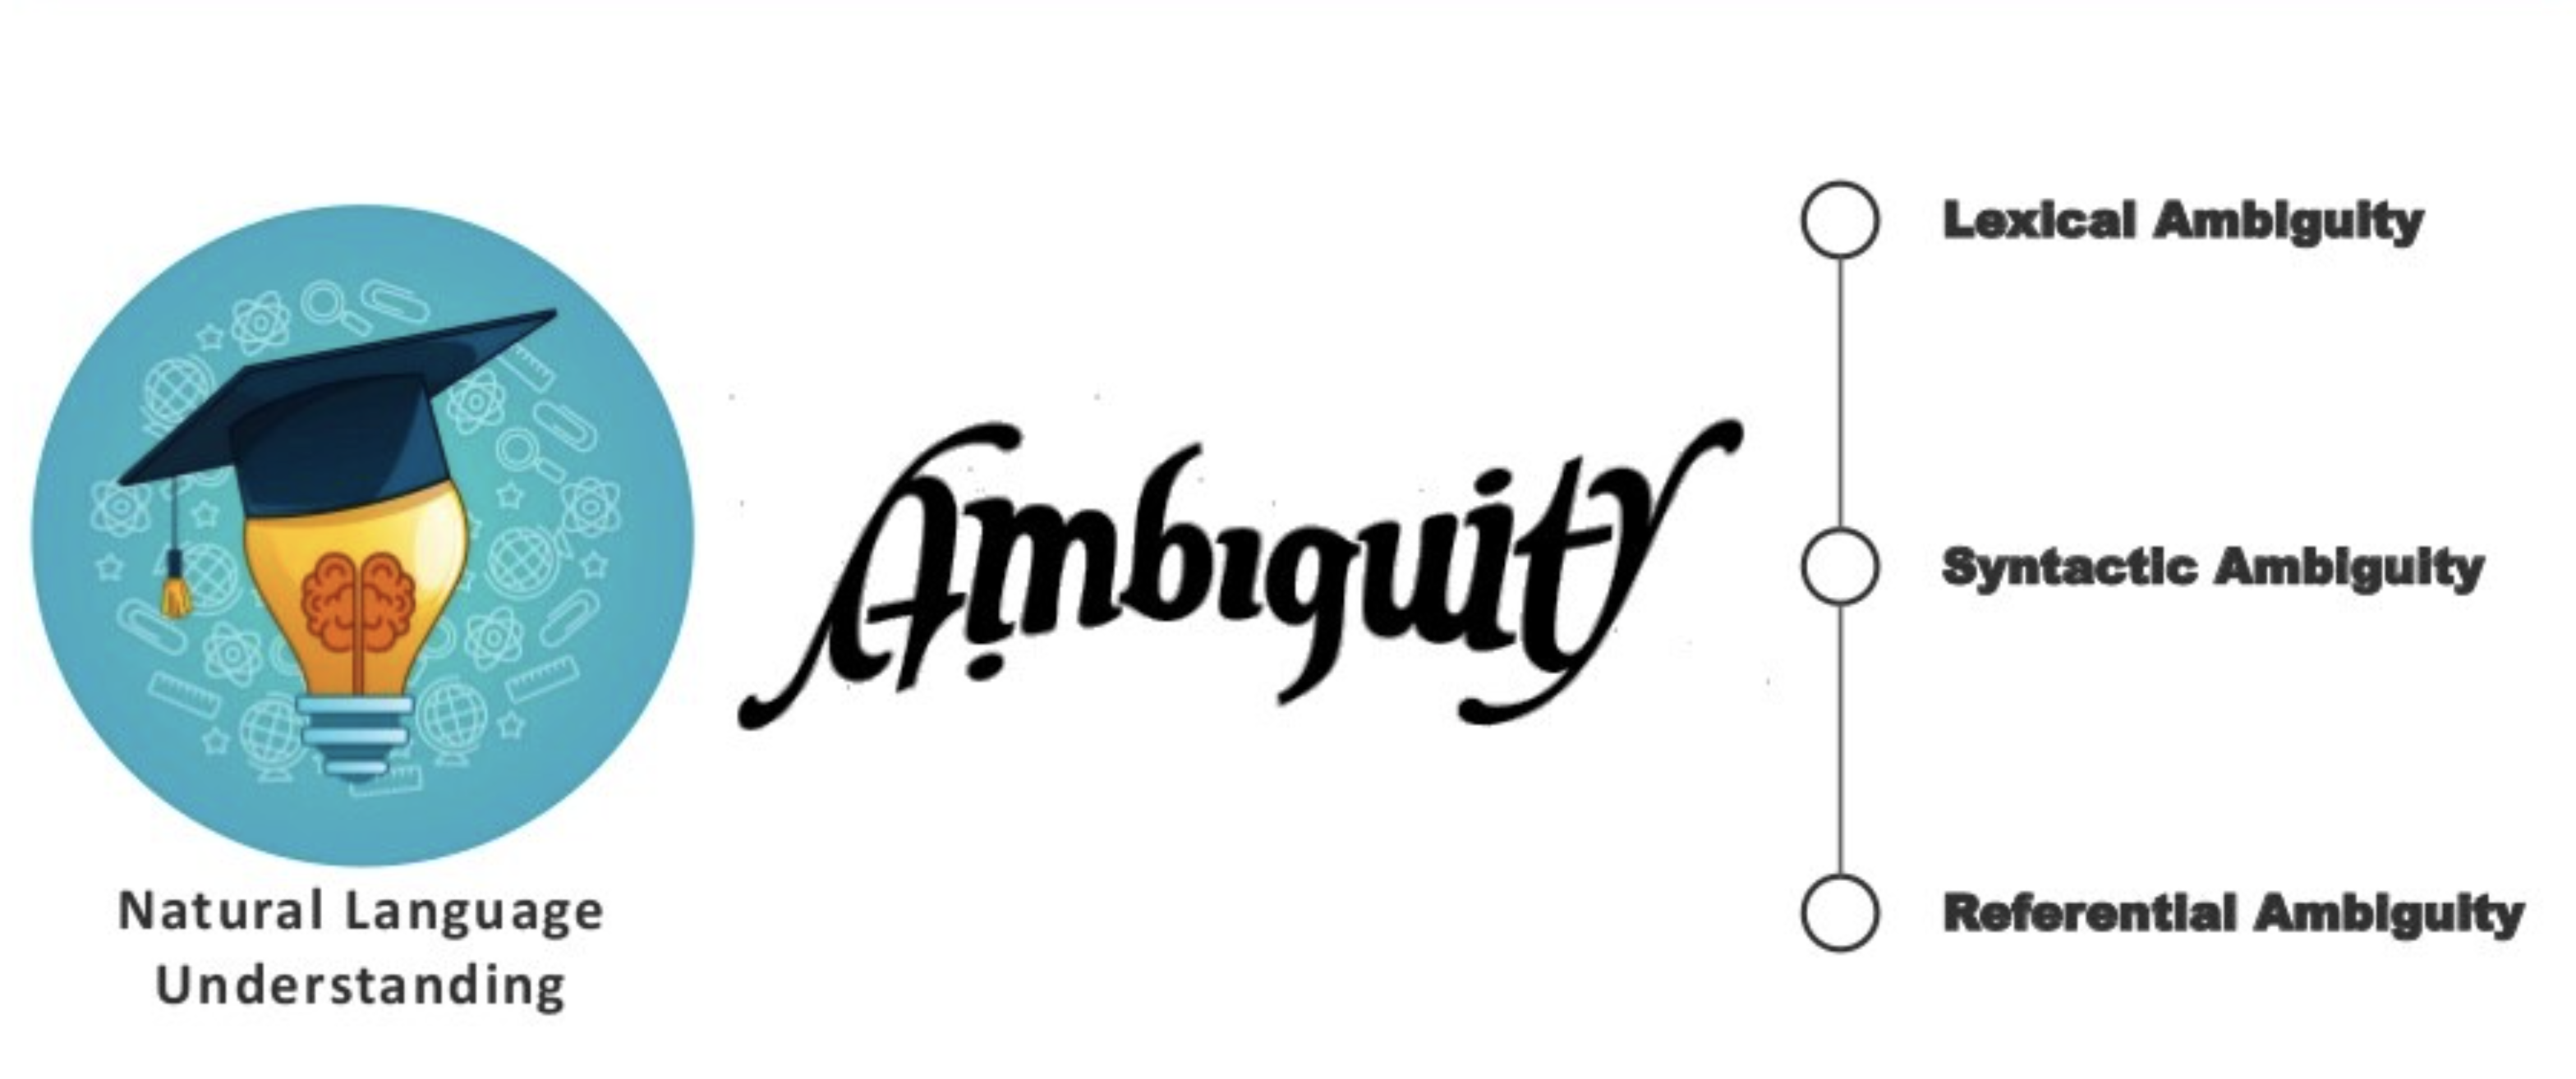 Natural Language
Understanding
Ambiguity
Lexical Ambiguity
Syntactic Ambiguity
Referential Ambiguity